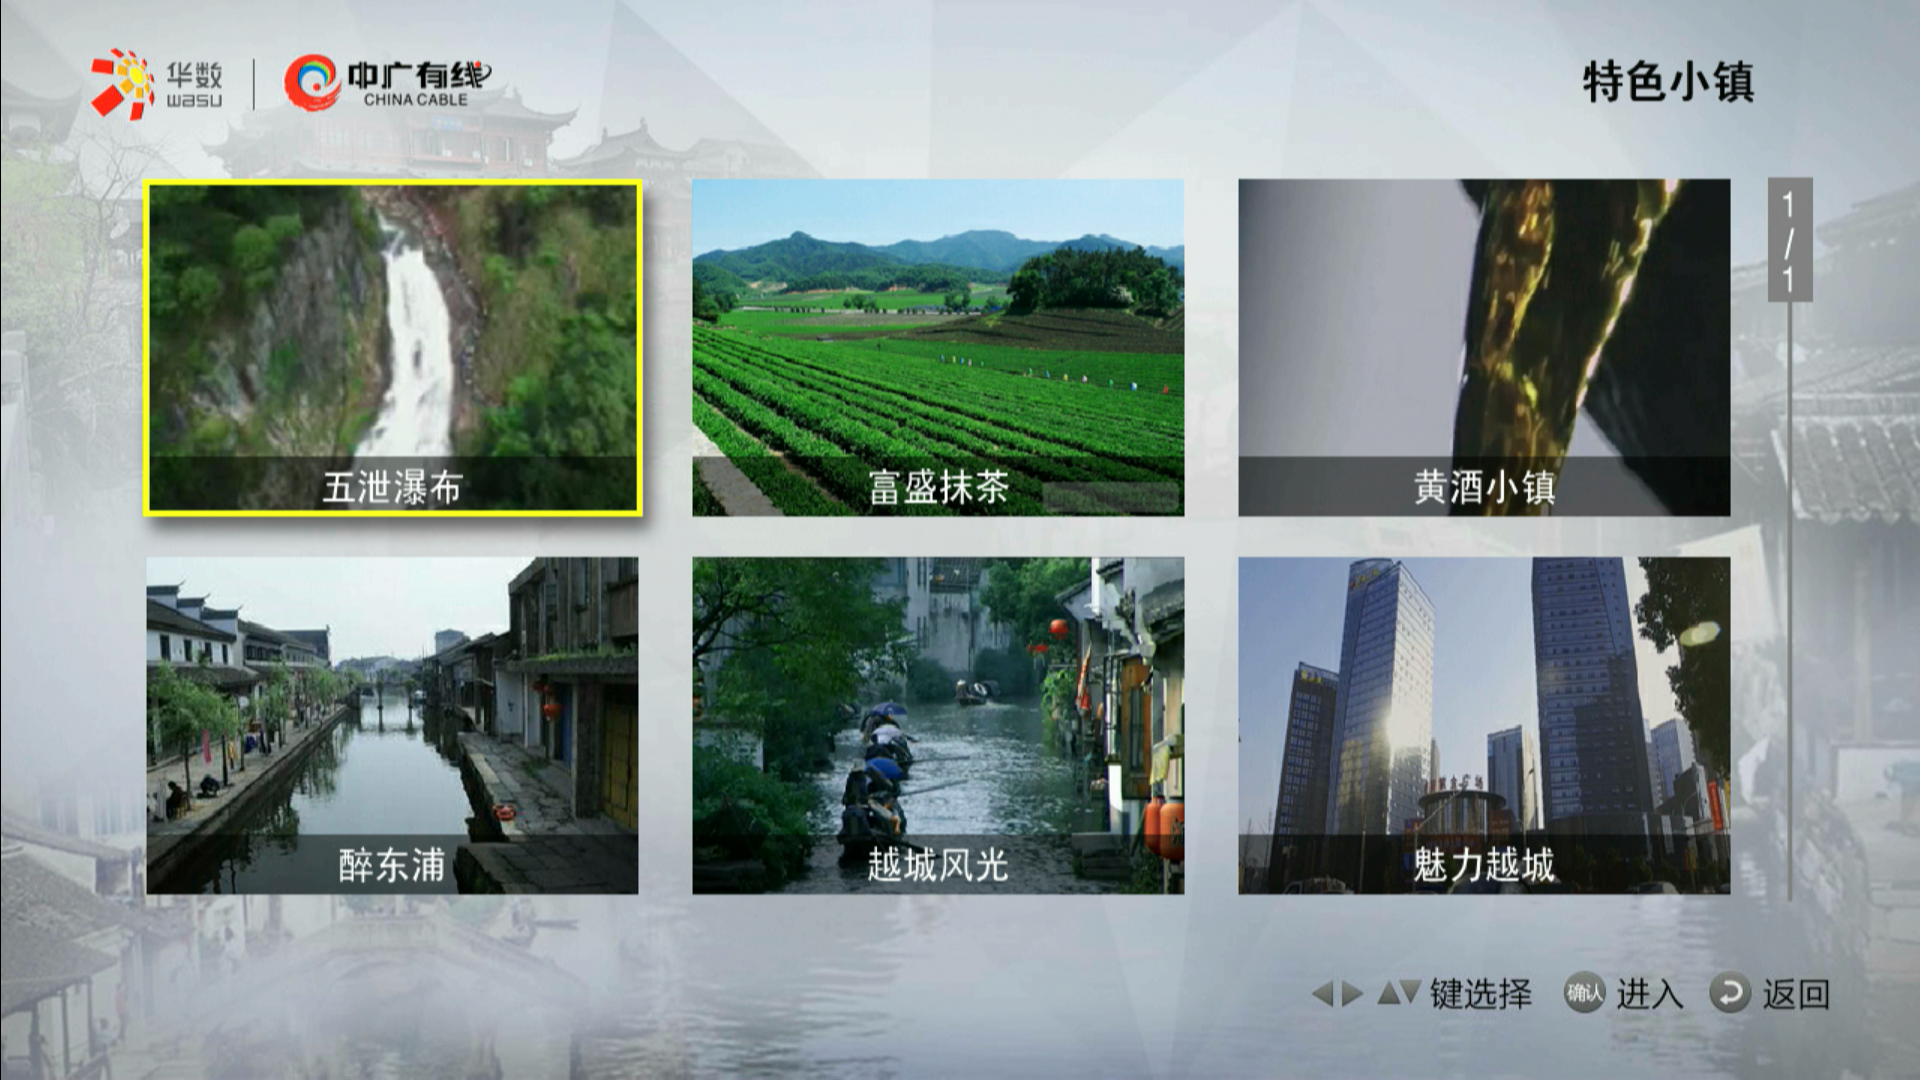 华数
wasu
中广有线
CHINA CABLE
特色小镇
1/1
五泄瀑布
富盛抹茶
黄酒小镇
醉东浦
越城风光
魅力越城
键选择
确认 进入
返回